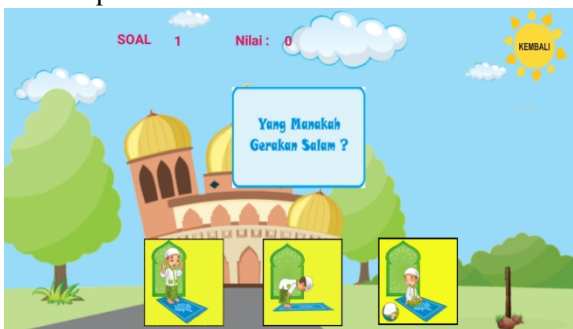 SOAL 1 Nilai : 0
KEMBALI
Yang Manakah
Gerakan Salam ?